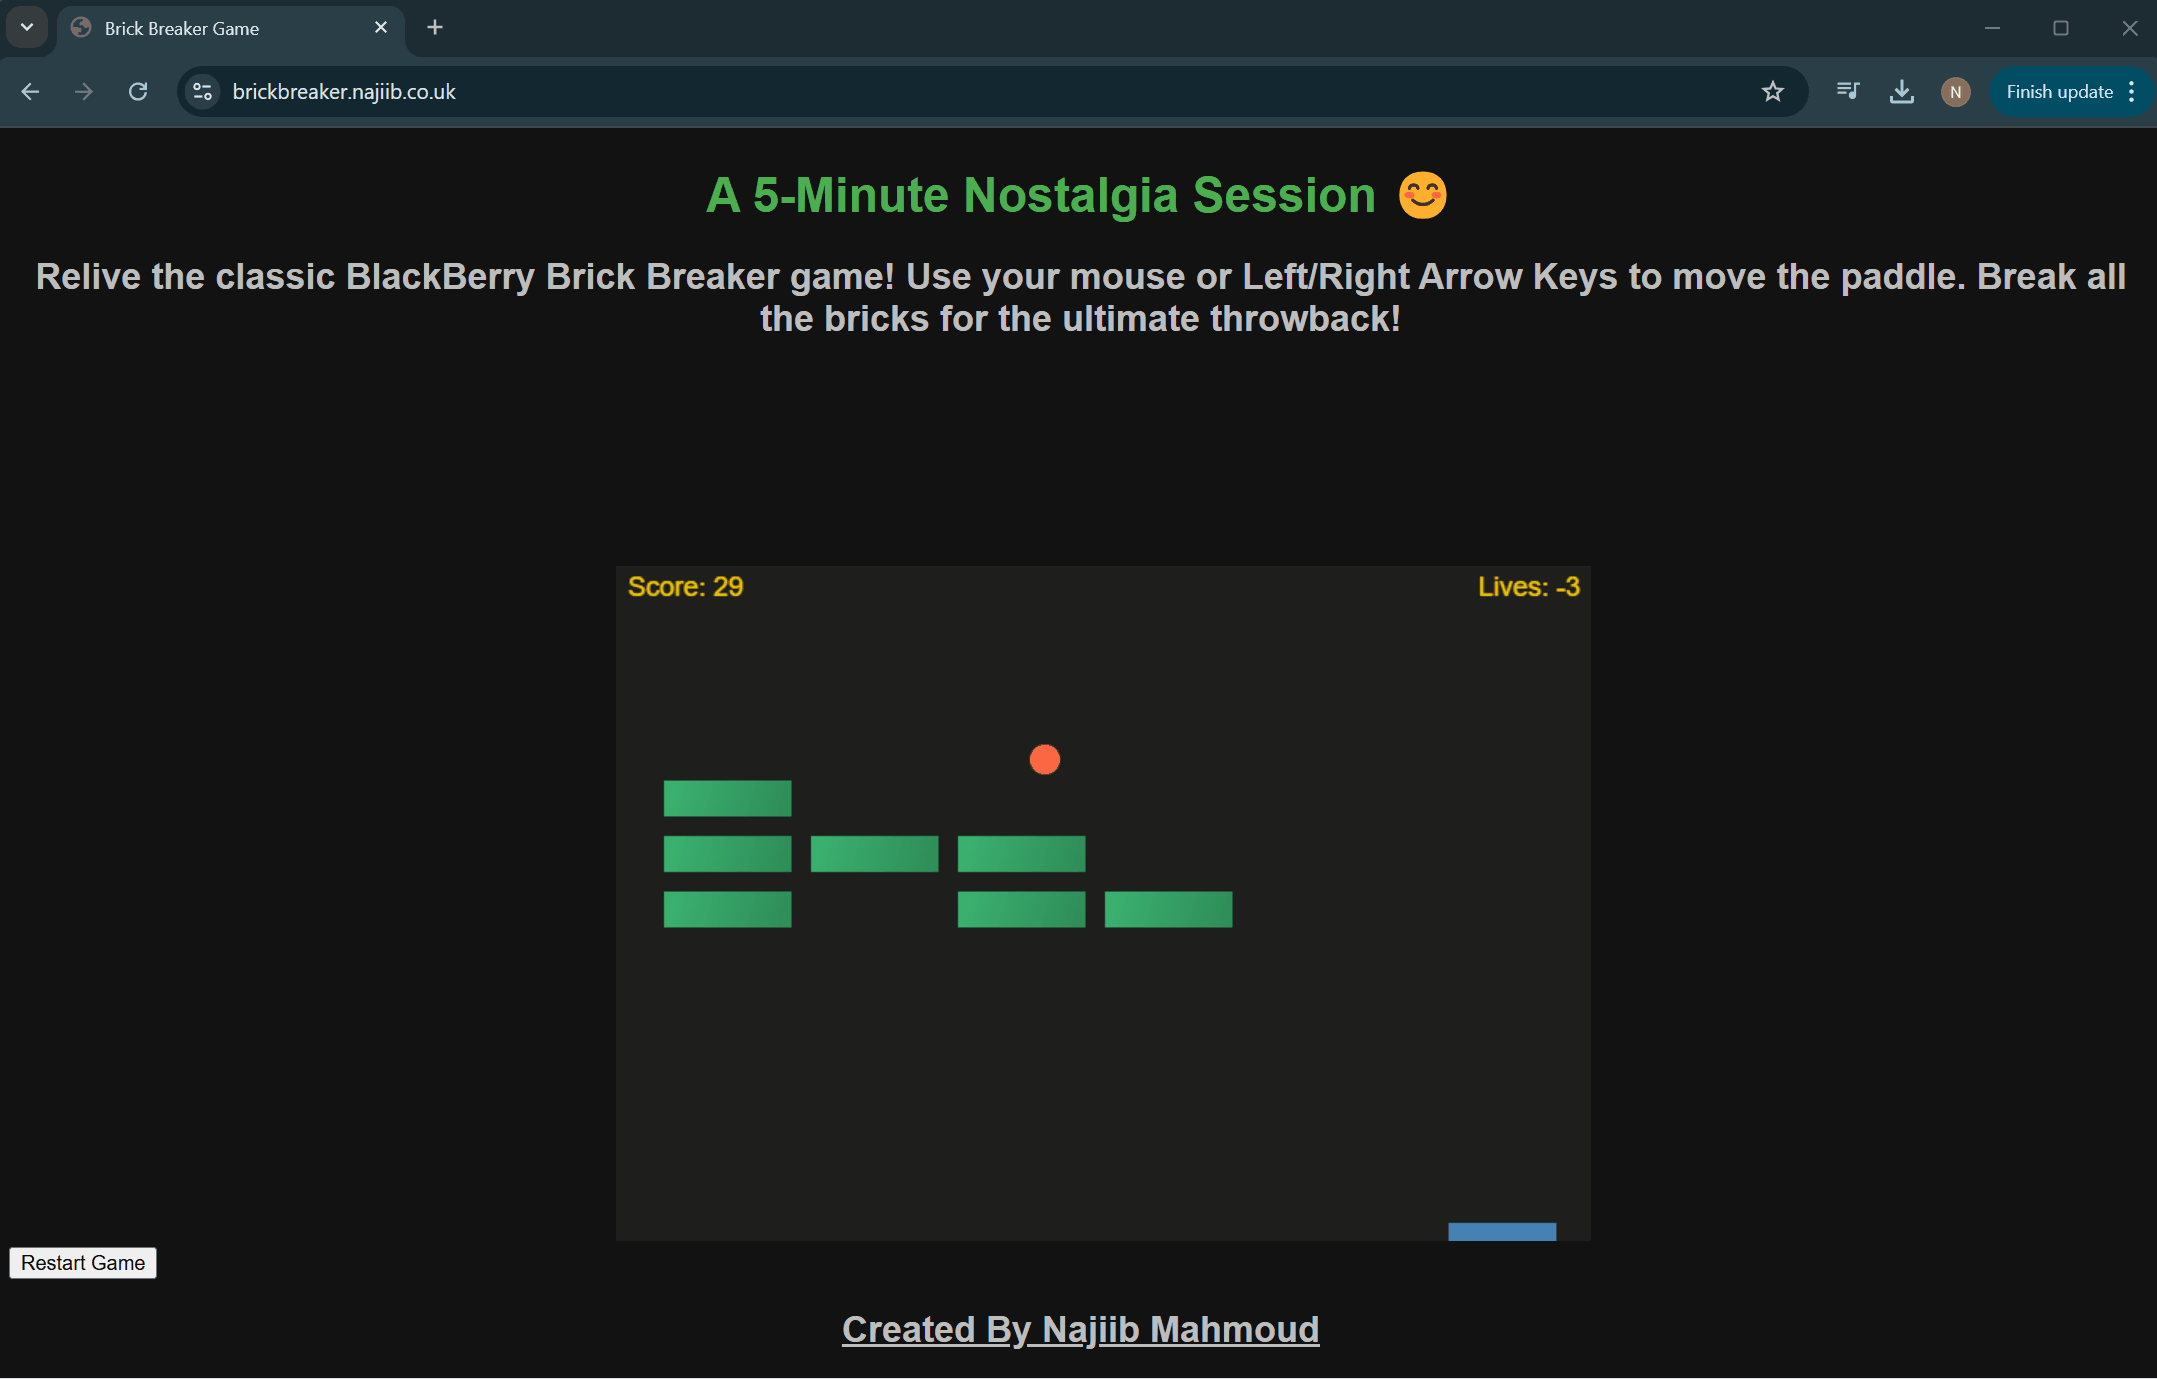 Brick Breaker Game
brickbreaker.najiib.co.uk
N
Finish update
A 5-Minute Nostalgia Session 😊
Relive the classic BlackBerry Brick Breaker game! Use your mouse or Left/Right Arrow Keys to move the paddle. Break all
the bricks for the ultimate throwback!
Score: 29
Lives: -3
Restart Game
Created By Najiib Mahmoud